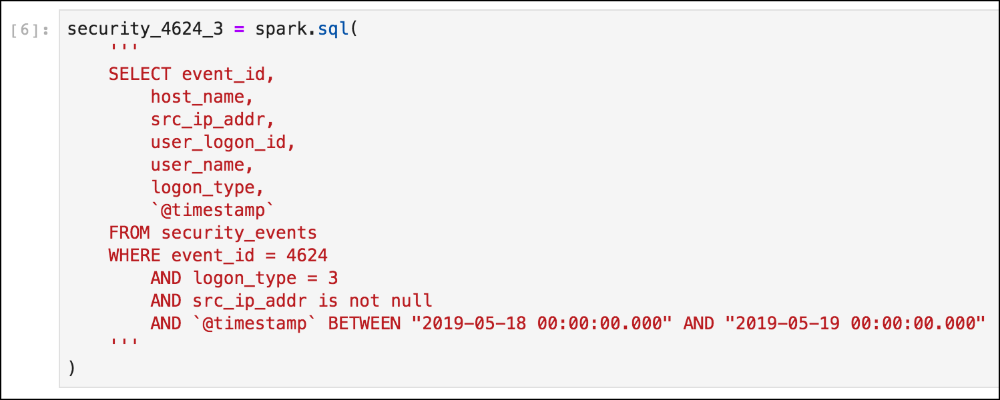 [6]: security_4624_3 = spark.sql(
'''
SELECT event_id,
host_name,
src_ip_addr,
user_logon_id,
user_name,
logon_type,
`@timestamp`
FROM security_events
WHERE event_id = 4624
AND logon_type = 3
AND src_ip_addr is not null
AND `@timestamp` BETWEEN "2019-05-18 00:00:00.000" AND "2019-05-19 00:00:00.000"
'''
)